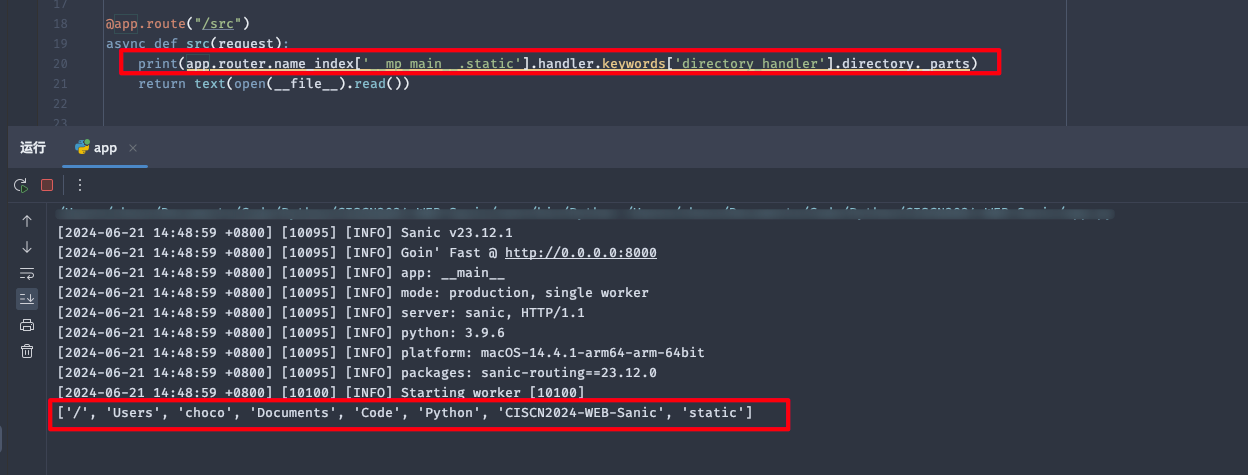 17
18 @app.route("/src")
19 async def src(request):
20 print(app.router.name_index['__mp_main__.static'].handler.keywords['directory_handler'].directory._parts)
21 return text(open(__file__).read())
22
23
运行 app ×
[2024-06-21 14:48:59 +0800] [10095] [INFO] Sanic v23.12.1
[2024-06-21 14:48:59 +0800] [10095] [INFO] Goin' Fast @ http://0.0.0.0:8000
[2024-06-21 14:48:59 +0800] [10095] [INFO] app: __main__
[2024-06-21 14:48:59 +0800] [10095] [INFO] mode: production, single worker
[2024-06-21 14:48:59 +0800] [10095] [INFO] server: sanic, HTTP/1.1
[2024-06-21 14:48:59 +0800] [10095] [INFO] python: 3.9.6
[2024-06-21 14:48:59 +0800] [10095] [INFO] platform: macOS-14.4.1-arm64-arm-64bit
[2024-06-21 14:48:59 +0800] [10095] [INFO] packages: sanic-routing==23.12.0
[2024-06-21 14:48:59 +0800] [10100] [INFO] Starting worker [10100]
['/', 'Users', 'choco', 'Documents', 'Code', 'Python', 'CISCN2024-WEB-Sanic', 'static']